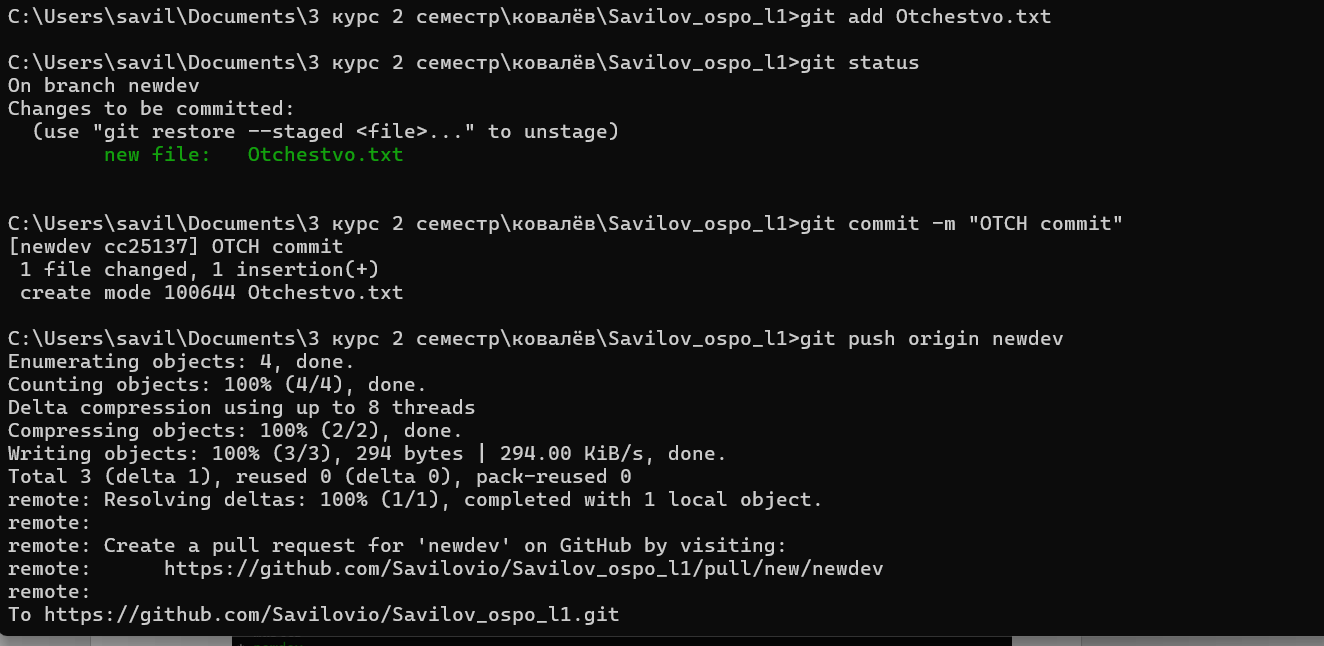 C:\Users\savil\Documents\3 курс 2 семестр\ковалёв\Savilov_ospo_l1>git add Otchestvo.txt
C:\Users\savil\Documents\3 курс 2 семестр\ковалёв\Savilov_ospo_l1>git status
On branch newdev
Changes to be committed:
  (use "git restore --staged <file>..." to unstage)
        new file:   Otchestvo.txt
C:\Users\savil\Documents\3 курс 2 семестр\ковалёв\Savilov_ospo_l1>git commit -m "OTCH commit"
[newdev cc25137] OTCH commit
 1 file changed, 1 insertion(+)
 create mode 100644 Otchestvo.txt
C:\Users\savil\Documents\3 курс 2 семестр\ковалёв\Savilov_ospo_l1>git push origin newdev
Enumerating objects: 4, done.
Counting objects: 100% (4/4), done.
Delta compression using up to 8 threads
Compressing objects: 100% (2/2), done.
Writing objects: 100% (3/3), 294 bytes | 294.00 KiB/s, done.
Total 3 (delta 1), reused 0 (delta 0), pack-reused 0
remote: Resolving deltas: 100% (1/1), completed with 1 local object.
remote:
remote: Create a pull request for 'newdev' on GitHub by visiting:
remote:      https://github.com/Savilovio/Savilov_ospo_l1/pull/new/newdev
remote:
To https://github.com/Savilovio/Savilov_ospo_l1.git